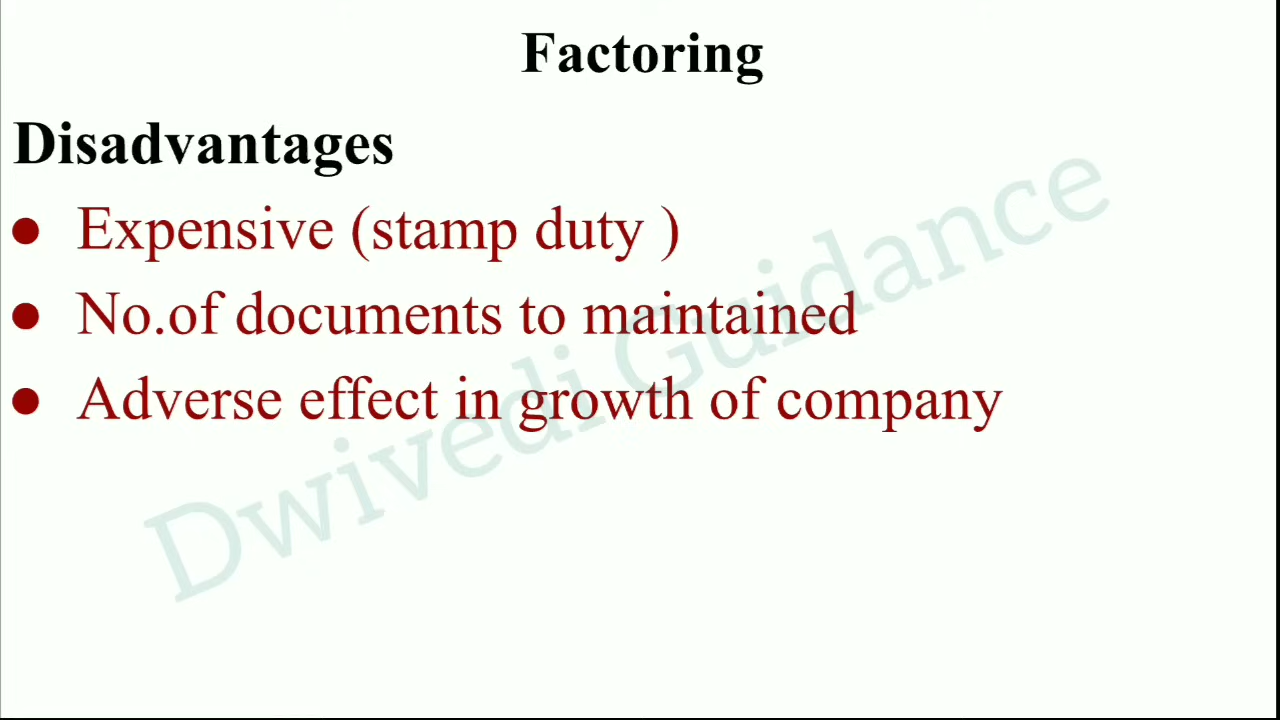 Factoring
Disadvantages
● Expensive (stamp duty )
● No.of documents to maintained
● Adverse effect in growth of company
Dwivedi Guidance